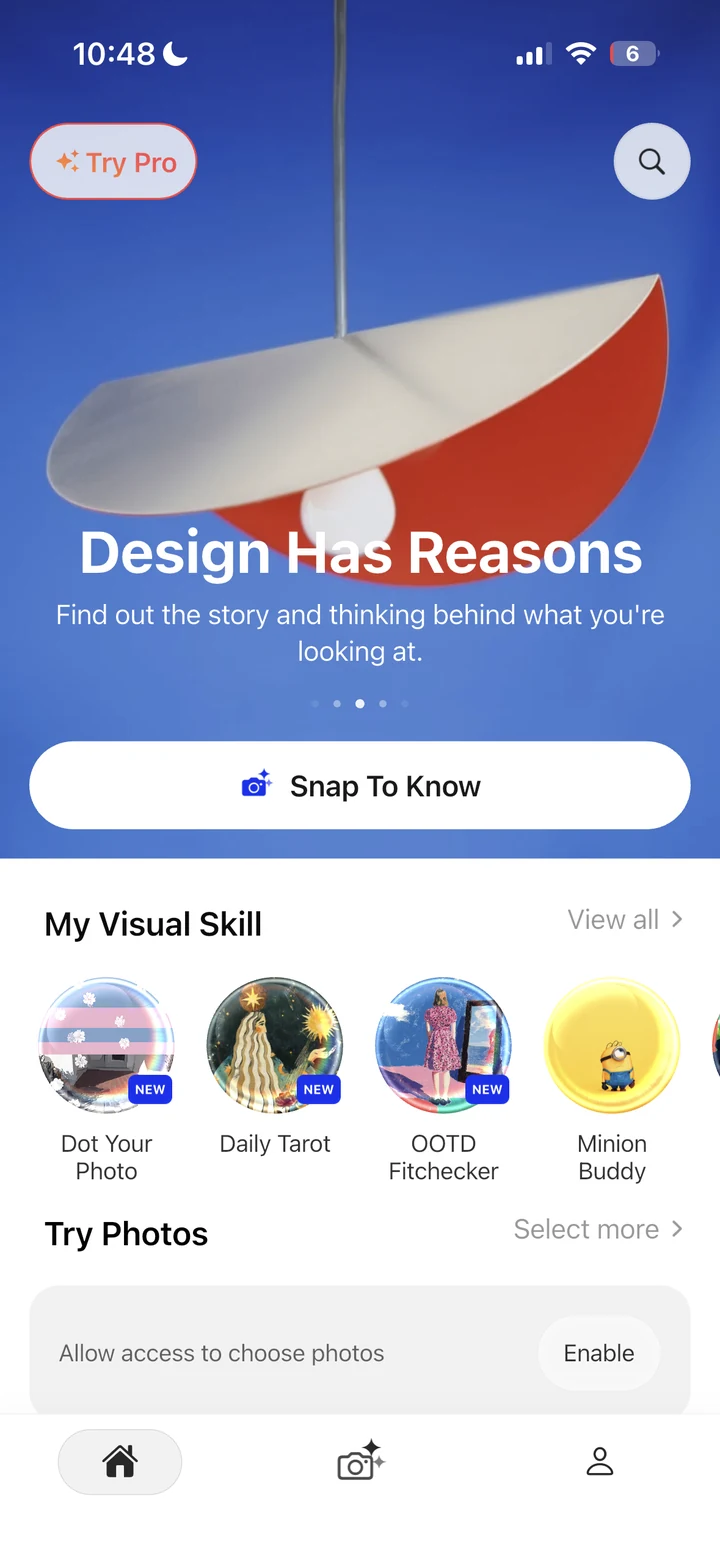 10:48
6
Try Pro
Design Has Reasons
Find out the story and thinking behind what you're
looking at.
Snap To Know
My Visual Skill
View all
NEW
NEW
NEW
Dot Your
Photo
Daily Tarot
OOTD
Fitchecker
Minion
Buddy
Try Photos
Select more
Allow access to choose photos
Enable